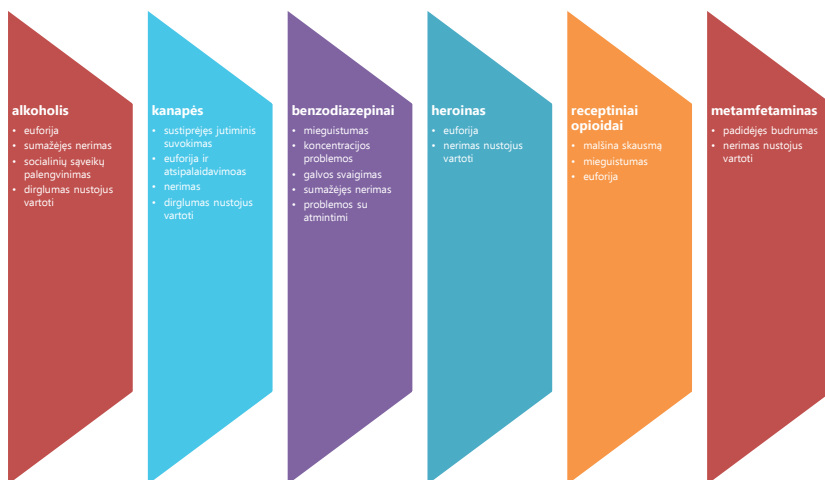 alkoholis
• euforija
• sumažėjęs nerimas
• socialinių sąveikų
palengvinimas
• dirglumas nustojus
vartoti
kanapės
• sustiprėjęs jutiminis
suvokimas
• euforija ir
atsipalaidavimoas
• nerimas
• dirglumas nustojus
vartoti
benzodiazepinai
• mieguistumas
• koncentracijos
problemos
• galvos svaigimas
• sumažėjęs nerimas
• problemos su
atmintimi
heroinas
• euforija
• nerimas nustojus
vartoti
receptiniai
opioidai
• malšina skausmą
• mieguistumas
• euforija
metamfetaminas
• padidėjęs budrumas
• nerimas nustojus
vartoti